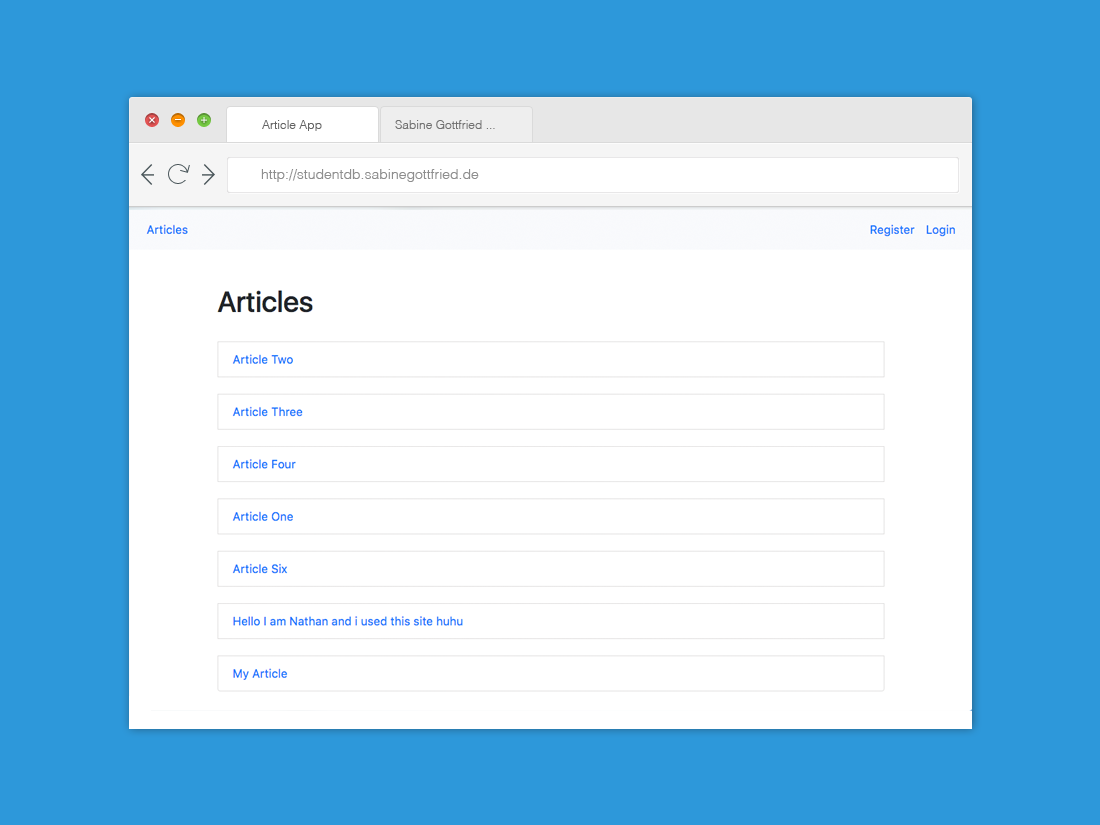 Article App
Sabine Gottfried ...
http://studentdb.sabinegottfried.de
Articles
Register
Login
Articles
Article Two
Article Three
Article Four
Article One
Article Six
Hello I am Nathan and i used this site huhu
My Article